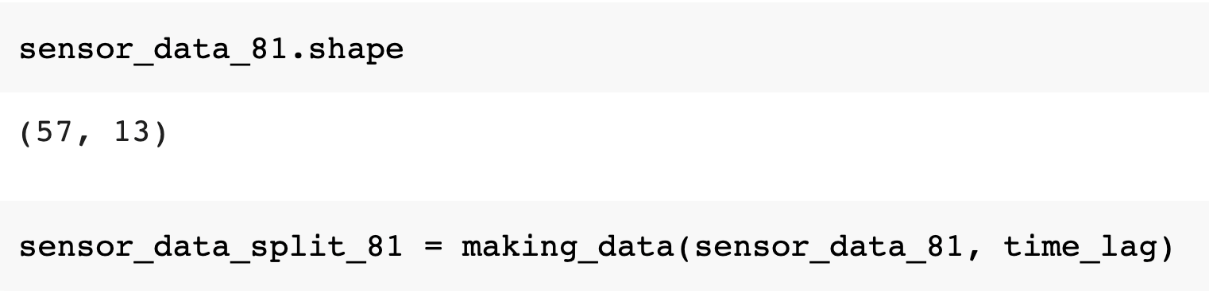 sensor_data_81.shape
(57, 13)
sensor_data_split_81 = making_data(sensor_data_81, time_lag)